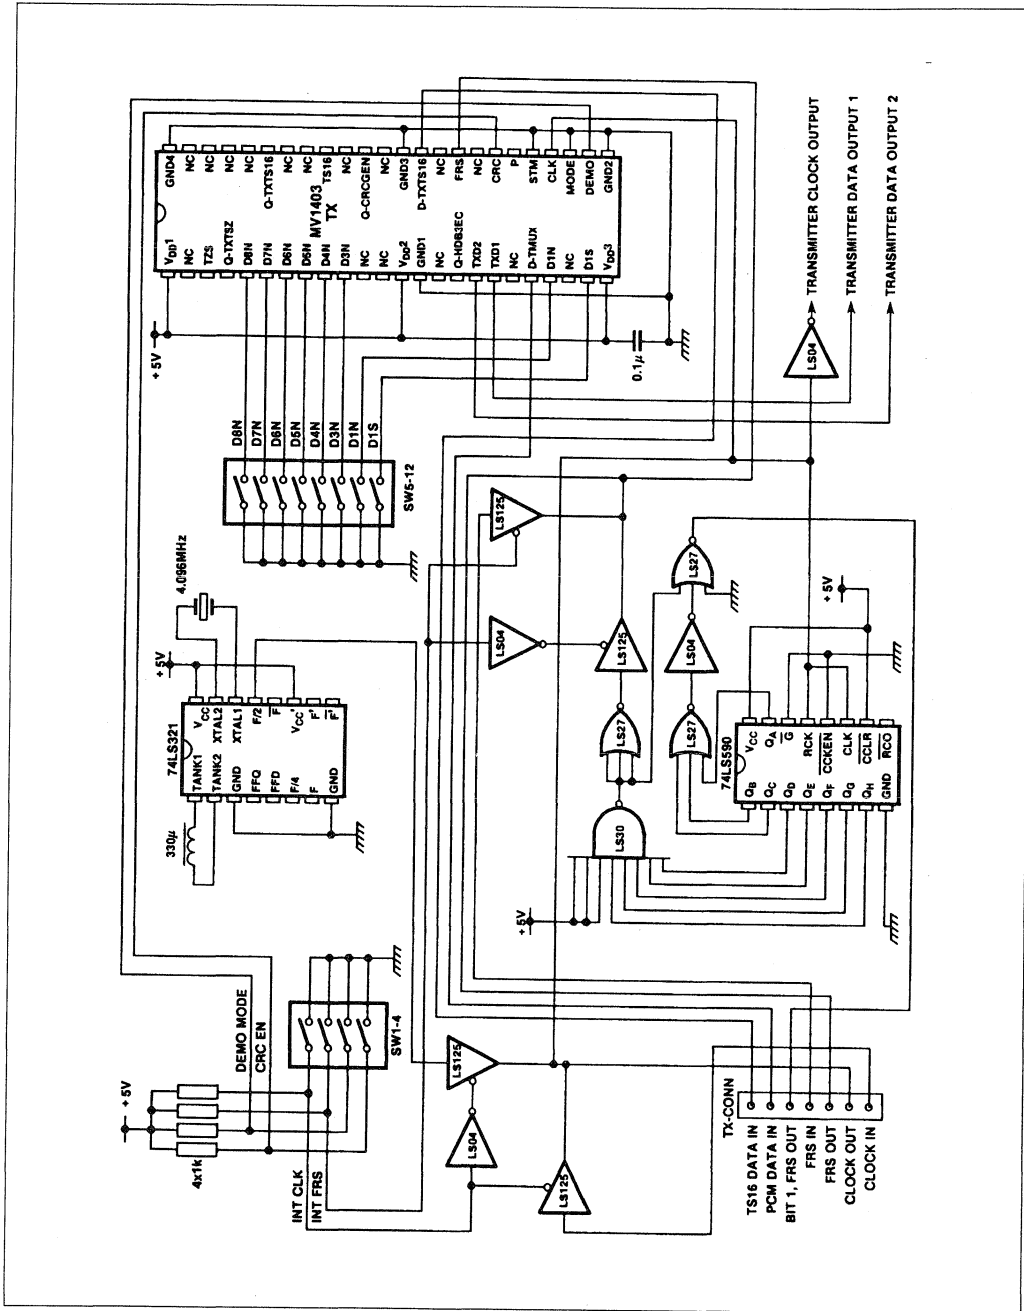 4x1k
+ 5V
DEMO MODE
CRC EN
INT CLK
INT FRS
SW1-4
LS04
LS125
LS125
TX-CONN
TS16 DATA IN
PCM DATA IN
BIT 1, FRS OUT
FRS IN
FRS OUT
CLOCK OUT
CLOCK IN
330µ
74LS321
TANK1
TANK2
GND
FFQ
FFD
F/4
F
GND
VCC
XTAL2
XTAL1
F/2
F
VCC'
F'
F'
+ 5V
4.096MHz
D8N
D7N
D6N
D5N
D4N
D3N
D1N
D1S
SW5-12
+ 5V
MV1403
TX
VDD1
NC
TZS
Q-TXTSZ
D8N
D7N
D6N
D5N
D4N
D3N
NC
NC
VDD2
GND1
NC
Q-HDB3EC
TXD2
TXD1
NC
D-TMUX
D1N
NC
D1S
VDD3
GND4
NC
NC
NC
NC
Q-TXTS16
NC
NC
TS16
NC
Q-CRCGEN
NC
GND3
D-TXTS16
NC
FRS
NC
CRC
P
STM
CLK
MODE
DEMO
GND2
0.1µ
LS125
LS04
LS125
LS27
LS27
LS04
LS27
LS30
+ 5V
74LS590
QB
QC
QD
QE
QF
QG
QH
GND
VCC
QA
G
RCK
CCKEN
CLK
CCLR
RCO
+ 5V
LS04
TRANSMITTER CLOCK OUTPUT
TRANSMITTER DATA OUTPUT 1
TRANSMITTER DATA OUTPUT 2